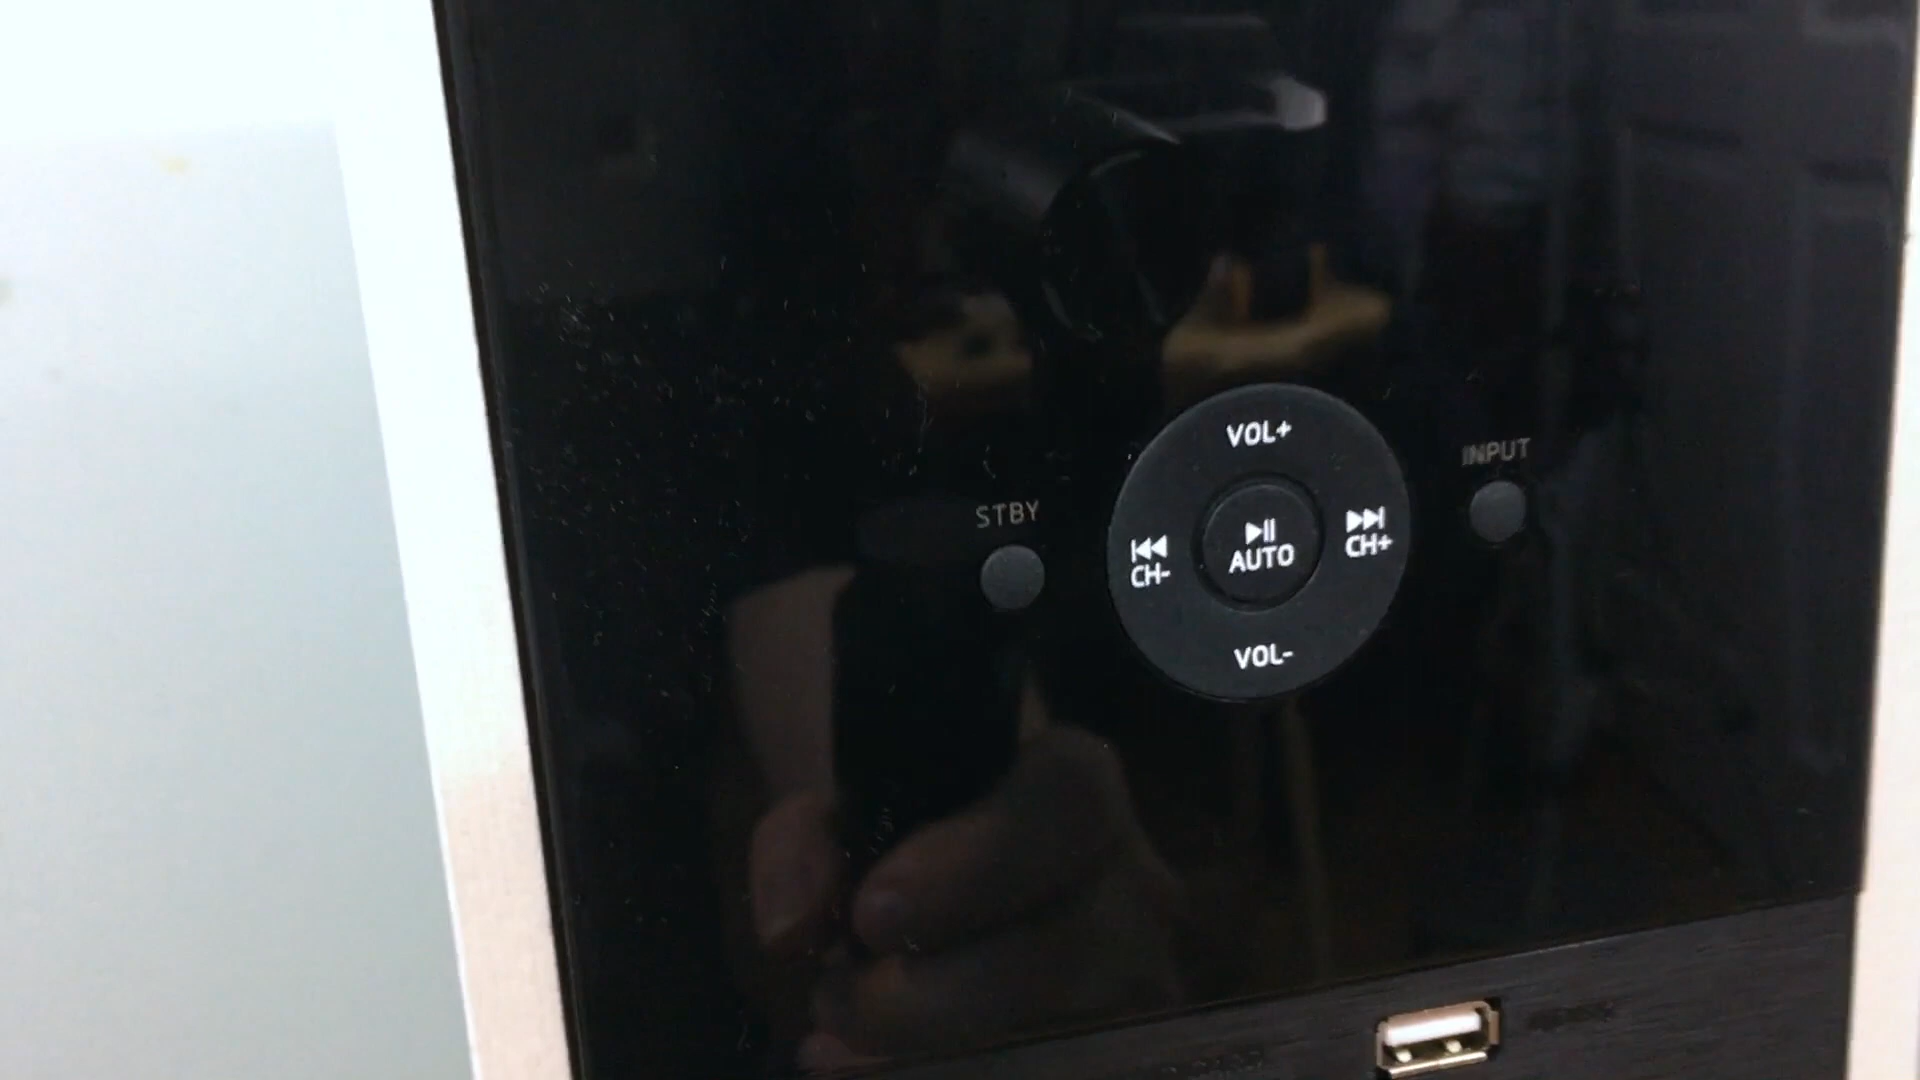 VOL+
INPUT
STBY
CH-
AUTO
CH+
VOL-